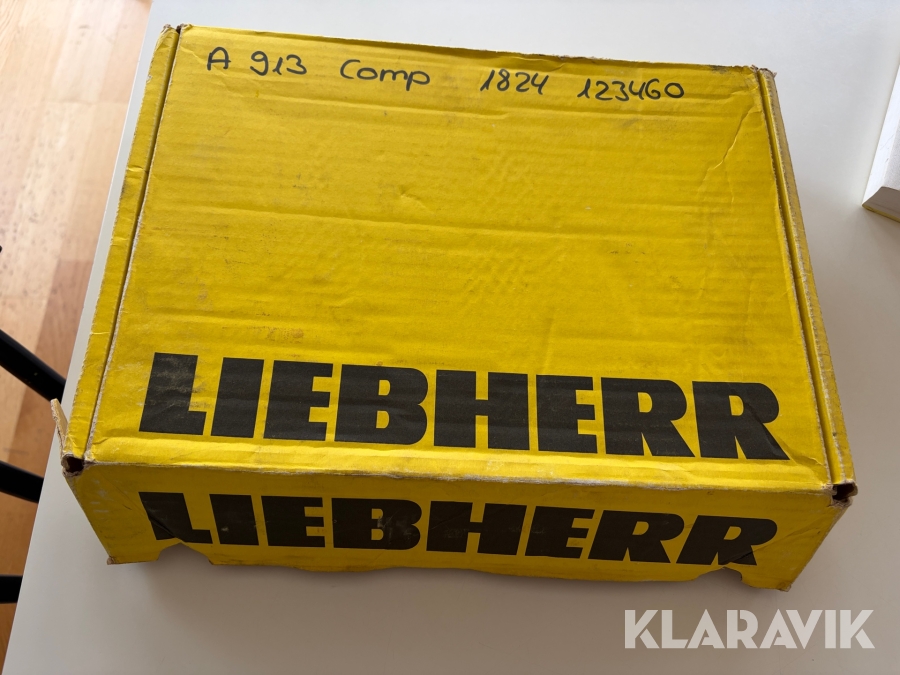 A 913 Comp 1824 123460
LIEBHERR
LIEBHERR
KLARAVIK